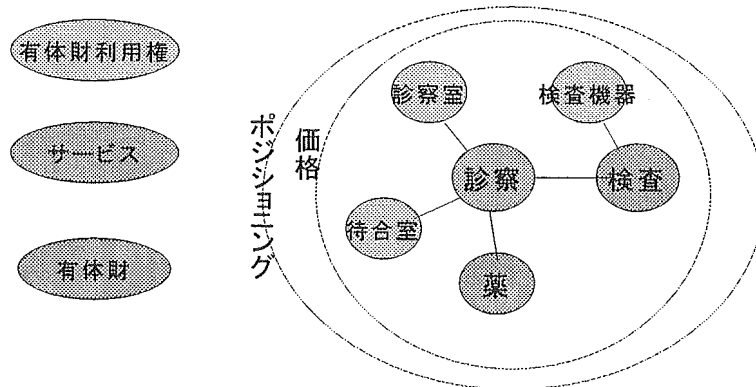 有体財利用権
サービス
有体財
ポジショニング
価格
診察室
検査機器
診察
検査
待合室
薬